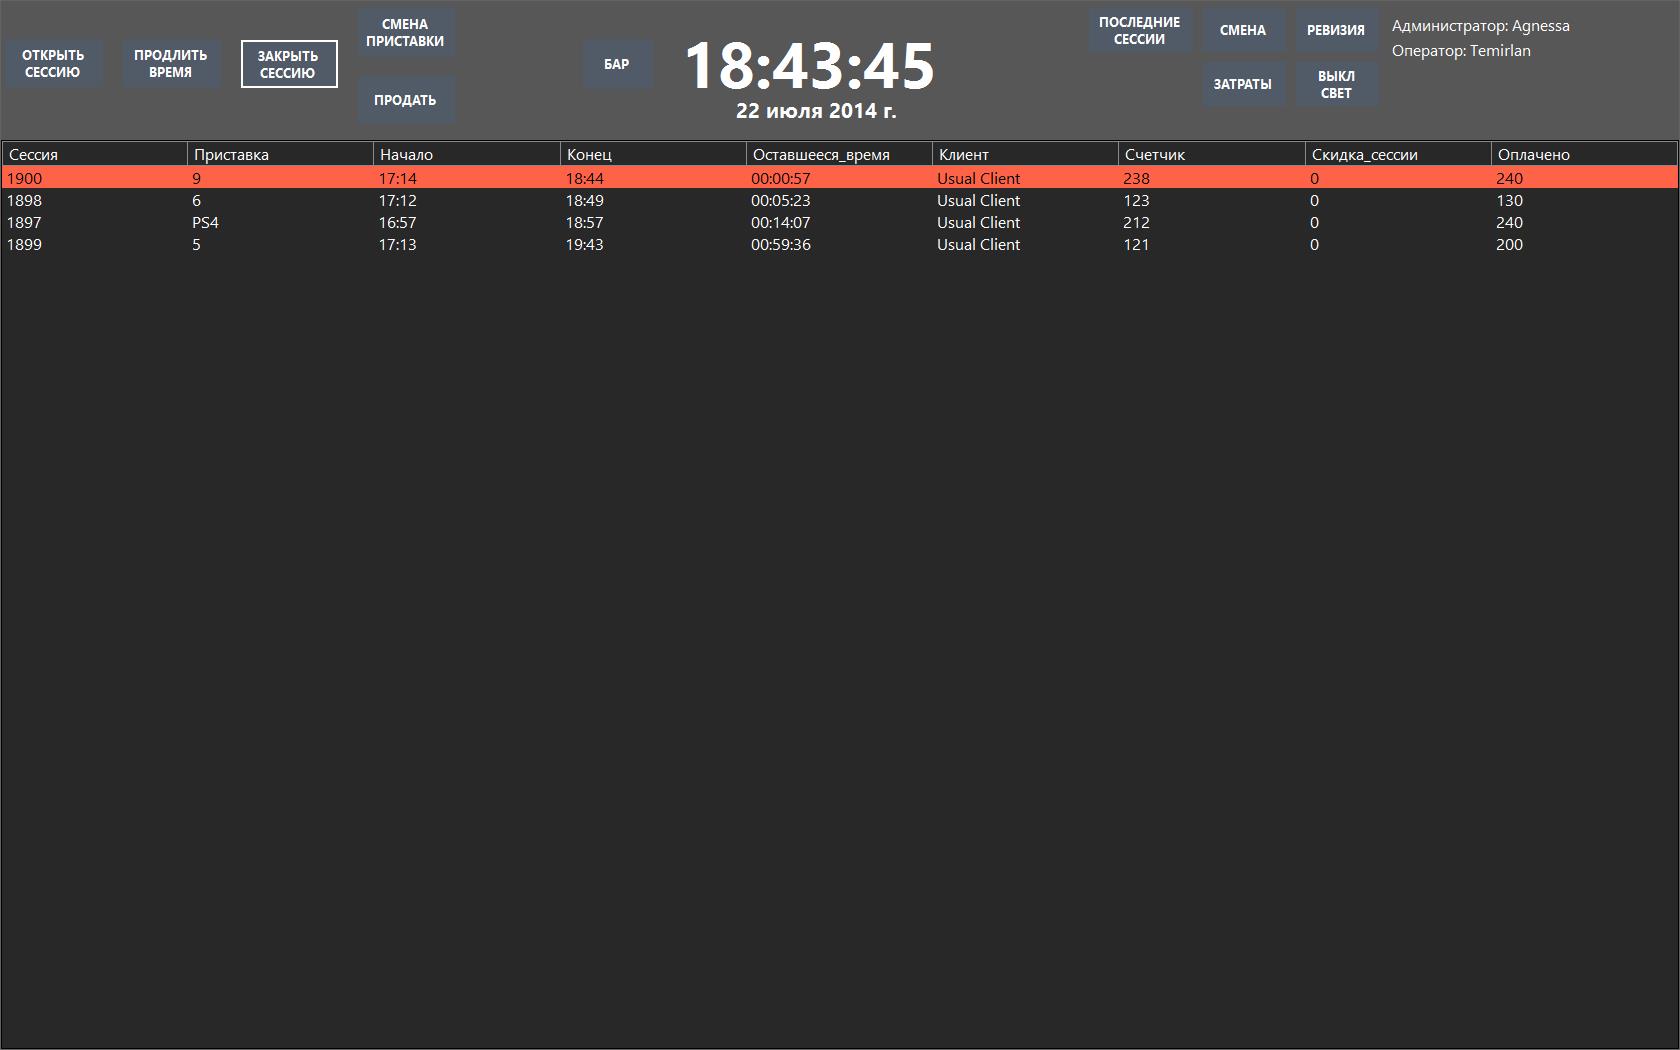 ОТКРЫТЬ
СЕССИЮ
ПРОДЛИТЬ
ВРЕМЯ
ЗАКРЫТЬ
СЕССИЮ
СМЕНА
ПРИСТАВКИ
ПРОДАТЬ
БАР
18:43:45
22 июля 2014 г.
ПОСЛЕДНИЕ
СЕССИИ
СМЕНА
РЕВИЗИЯ
ЗАТРАТЫ
ВЫКЛ
СВЕТ
Администратор: Agnessa
Оператор: Temirlan
Сессия Приставка Начало Конец Оставшееся_время Клиент Счетчик Скидка_сессии Оплачено
1900 9 17:14 18:44 00:00:57 Usual Client 238 0 240
1898 6 17:12 18:49 00:05:23 Usual Client 123 0 130
1897 PS4 16:57 18:57 00:14:07 Usual Client 212 0 240
1899 5 17:13 19:43 00:59:36 Usual Client 121 0 200